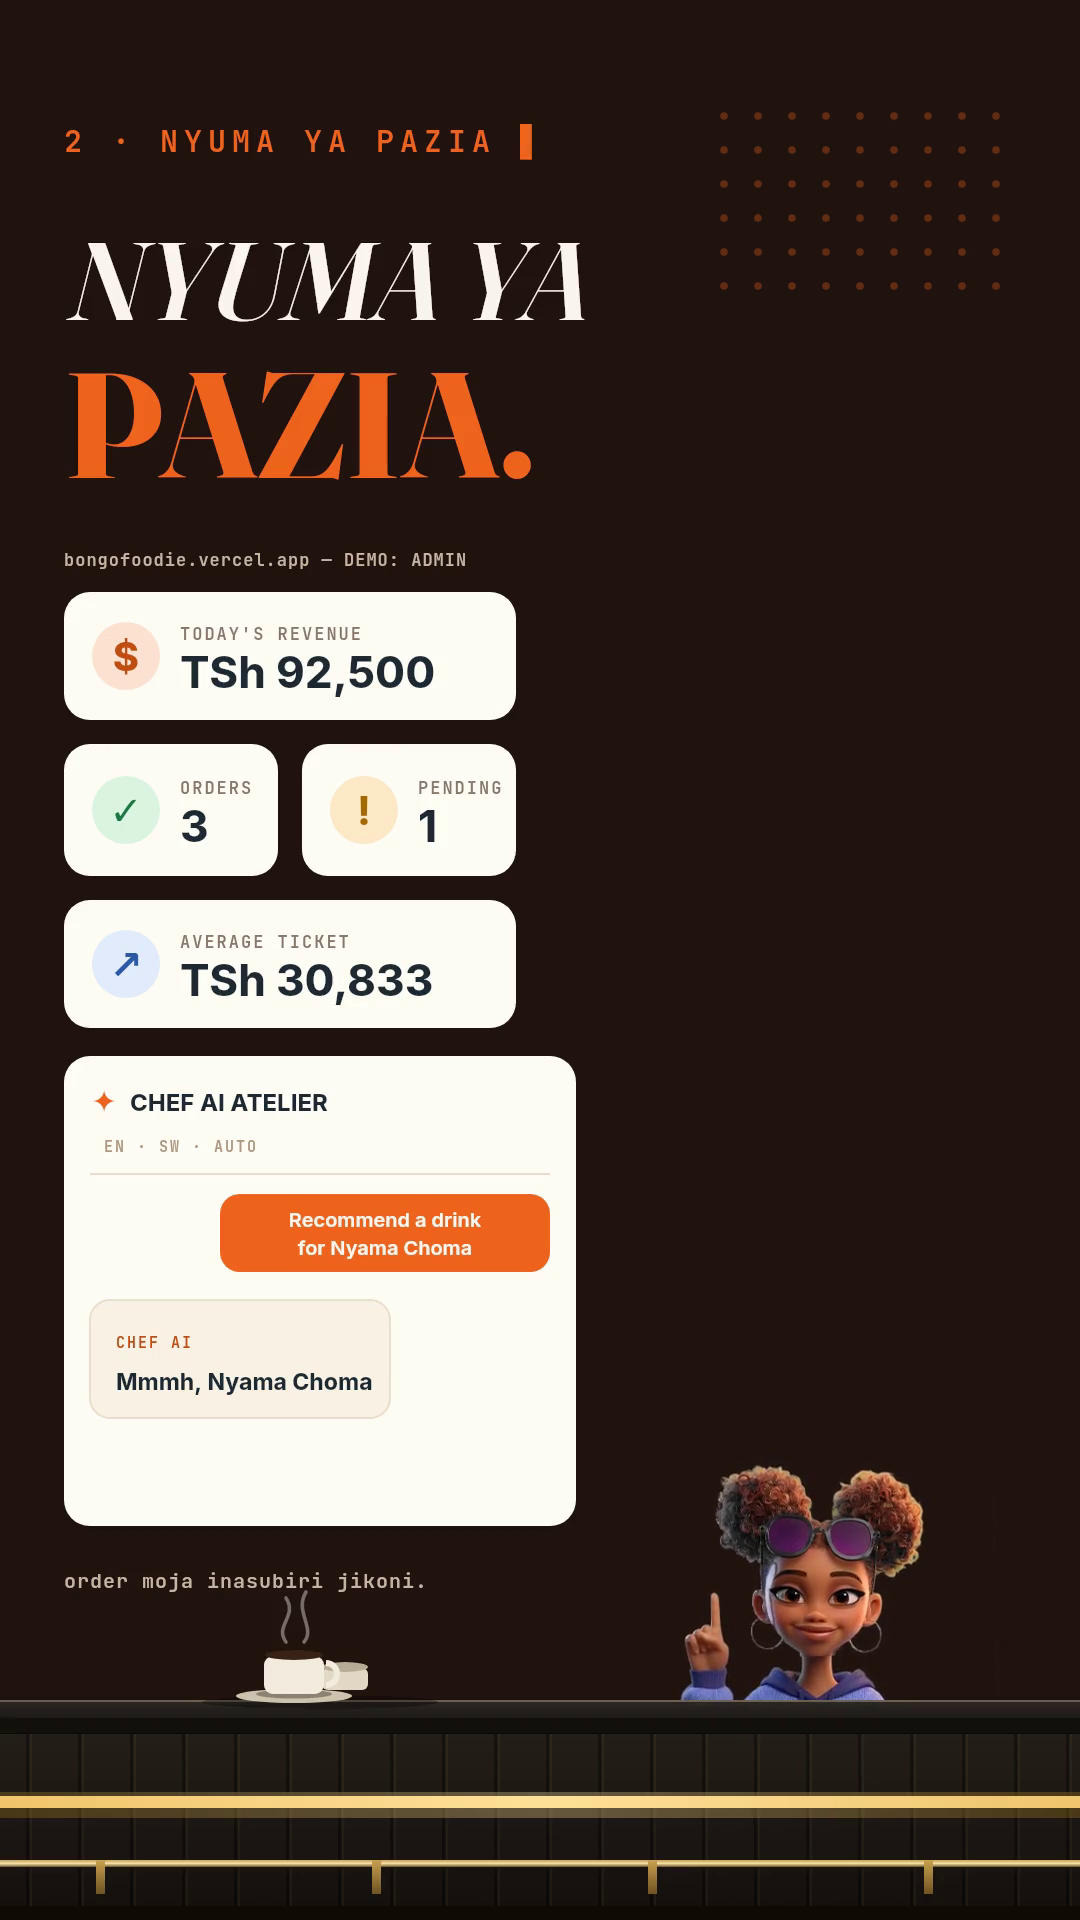 2 · NYUMA YA PAZIA
NYUMA YA
PAZIA.
bongofoodie.vercel.app — DEMO: ADMIN
$
TODAY'S REVENUE
TSh 92,500
✓
ORDERS
3
!
PENDING
1
↗
AVERAGE TICKET
TSh 30,833
✦ CHEF AI ATELIER
EN · SW · AUTO
Recommend a drink
for Nyama Choma
CHEF AI
Mmmh, Nyama Choma
order moja inasubiri jikoni.